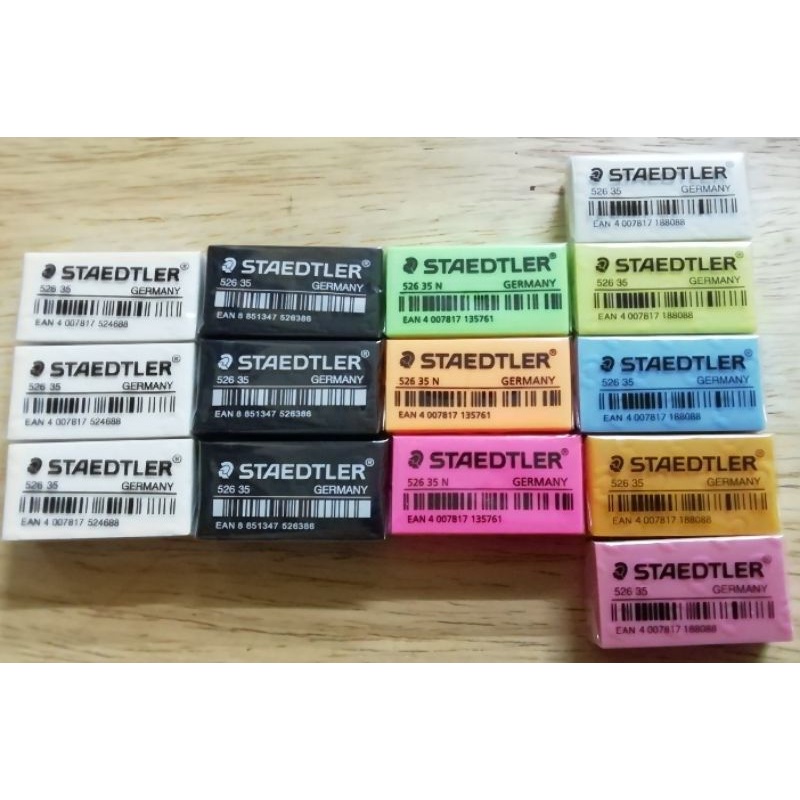 STAEDTLER®
526 35 GERMANY
EAN 4 007817 524688
STAEDTLER®
526 35 GERMANY
EAN 4 007817 524688
STAEDTLER®
526 35 GERMANY
EAN 4 007817 524688
STAEDTLER®
526 35 GERMANY
EAN 8 851347 526386
STAEDTLER®
526 35 GERMANY
EAN 8 851347 526386
STAEDTLER®
526 35 GERMANY
EAN 8 851347 526386
STAEDTLER®
526 35 N GERMANY
EAN 4 007817 135761
STAEDTLER®
526 35 N GERMANY
EAN 4 007817 135761
STAEDTLER®
526 35 N GERMANY
EAN 4 007817 135761
STAEDTLER®
526 35 GERMANY
EAN 4 007817 188088
STAEDTLER®
526 35 GERMANY
EAN 4 007817 188088
STAEDTLER®
526 35 GERMANY
EAN 4 007817 188088
STAEDTLER®
526 35 GERMANY
EAN 4 007817 188088
STAEDTLER®
526 35 GERMANY
EAN 4 007817 188088